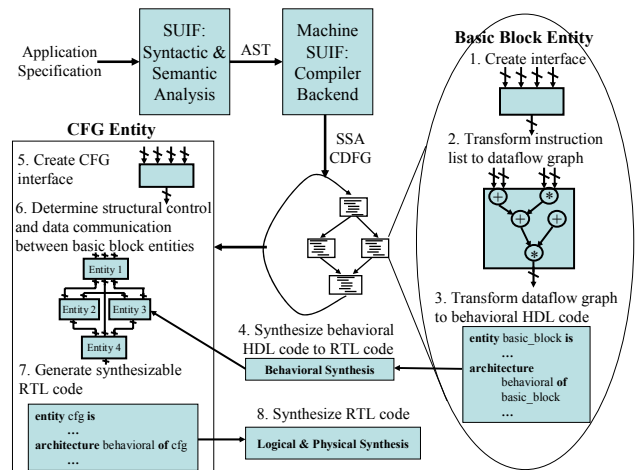 Application
Specification
SUIF:
Syntactic &
Semantic
Analysis
AST
Machine
SUIF:
Compiler
Backend
SSA
CDFG
Basic Block Entity
1. Create interface
2. Transform instruction
list to dataflow graph
+
*
+
+
*
3. Transform dataflow graph
to behavioral HDL code
entity basic_block is
...
architecture
behavioral of
basic_block
...
4. Synthesize behavioral
HDL code to RTL code
Behavioral Synthesis
CFG Entity
5. Create CFG
interface
6. Determine structural control
and data communication
between basic block entities
Entity 1
Entity 2
Entity 3
Entity 4
7. Generate synthesizable
RTL code
entity cfg is
...
architecture behavioral of cfg
...
8. Synthesize RTL code
Logical & Physical Synthesis